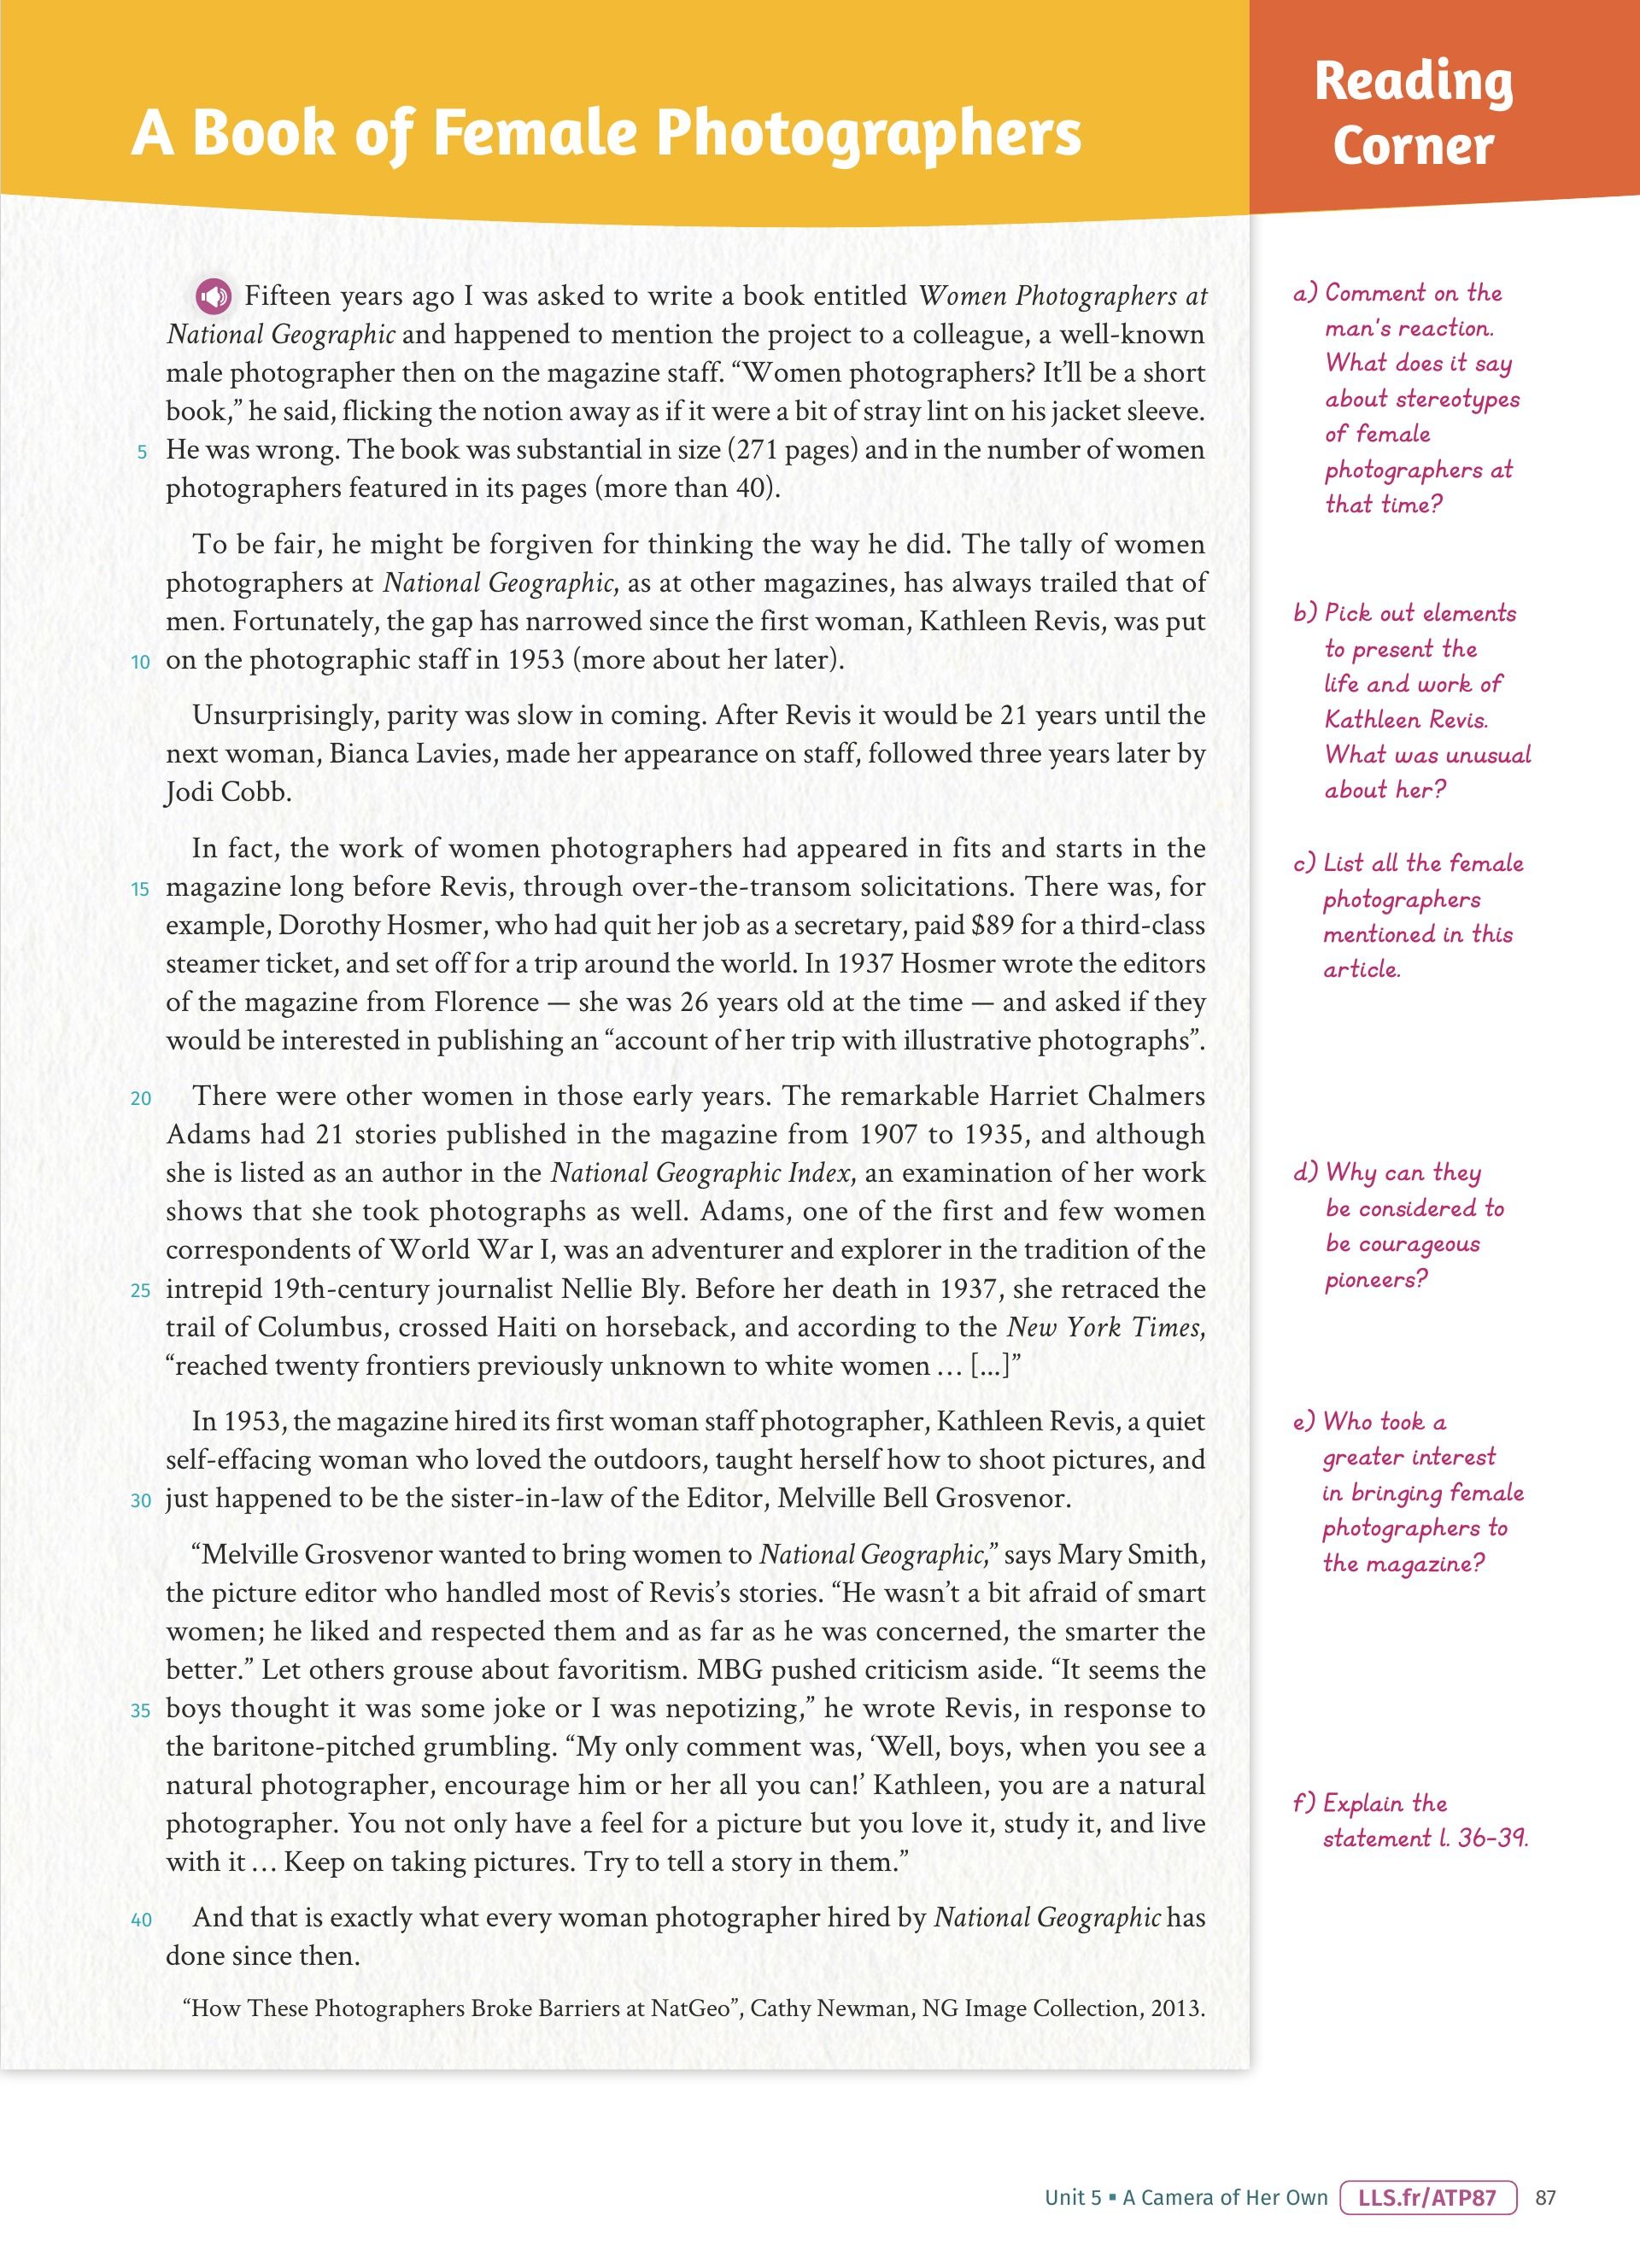 A Book of Female Photographers
Reading
Corner
Fifteen years ago I was asked to write a book entitled Women Photographers at
National Geographic and happened to mention the project to a colleague, a well-known
male photographer then on the magazine staff. “Women photographers? It’ll be a short
book,” he said, flicking the notion away as if it were a bit of stray lint on his jacket sleeve.
5 He was wrong. The book was substantial in size (271 pages) and in the number of women
photographers featured in its pages (more than 40).
To be fair, he might be forgiven for thinking the way he did. The tally of women
photographers at National Geographic, as at other magazines, has always trailed that of
men. Fortunately, the gap has narrowed since the first woman, Kathleen Revis, was put
10 on the photographic staff in 1953 (more about her later).
Unsurprisingly, parity was slow in coming. After Revis it would be 21 years until the
next woman, Bianca Lavies, made her appearance on staff, followed three years later by
Jodi Cobb.
In fact, the work of women photographers had appeared in fits and starts in the
15 magazine long before Revis, through over-the-transom solicitations. There was, for
example, Dorothy Hosmer, who had quit her job as a secretary, paid $89 for a third-class
steamer ticket, and set off for a trip around the world. In 1937 Hosmer wrote the editors
of the magazine from Florence — she was 26 years old at the time — and asked if they
would be interested in publishing an “account of her trip with illustrative photographs”.
20 There were other women in those early years. The remarkable Harriet Chalmers
Adams had 21 stories published in the magazine from 1907 to 1935, and although
she is listed as an author in the National Geographic Index, an examination of her work
shows that she took photographs as well. Adams, one of the first and few women
correspondents of World War I, was an adventurer and explorer in the tradition of the
25 intrepid 19th-century journalist Nellie Bly. Before her death in 1937, she retraced the
trail of Columbus, crossed Haiti on horseback, and according to the New York Times,
“reached twenty frontiers previously unknown to white women … [...]”
In 1953, the magazine hired its first woman staff photographer, Kathleen Revis, a quiet
self-effacing woman who loved the outdoors, taught herself how to shoot pictures, and
30 just happened to be the sister-in-law of the Editor, Melville Bell Grosvenor.
“Melville Grosvenor wanted to bring women to National Geographic,” says Mary Smith,
the picture editor who handled most of Revis’s stories. “He wasn’t a bit afraid of smart
women; he liked and respected them and as far as he was concerned, the smarter the
better.” Let others grouse about favoritism. MBG pushed criticism aside. “It seems the
35 boys thought it was some joke or I was nepotizing,” he wrote Revis, in response to
the baritone-pitched grumbling. “My only comment was, ‘Well, boys, when you see a
natural photographer, encourage him or her all you can!’ Kathleen, you are a natural
photographer. You not only have a feel for a picture but you love it, study it, and live
with it … Keep on taking pictures. Try to tell a story in them.”
40 And that is exactly what every woman photographer hired by National Geographic has
done since then.
“How These Photographers Broke Barriers at NatGeo”, Cathy Newman, NG Image Collection, 2013.
a) Comment on the
man's reaction.
What does it say
about stereotypes
of female
photographers at
that time?
b) Pick out elements
to present the
life and work of
Kathleen Revis.
What was unusual
about her?
c) List all the female
photographers
mentioned in this
article.
d) Why can they
be considered to
be courageous
pioneers?
e) Who took a
greater interest
in bringing female
photographers to
the magazine?
f) Explain the
statement l. 36-39.
Unit 5 ▪ A Camera of Her Own LLS.fr/ATP87 87